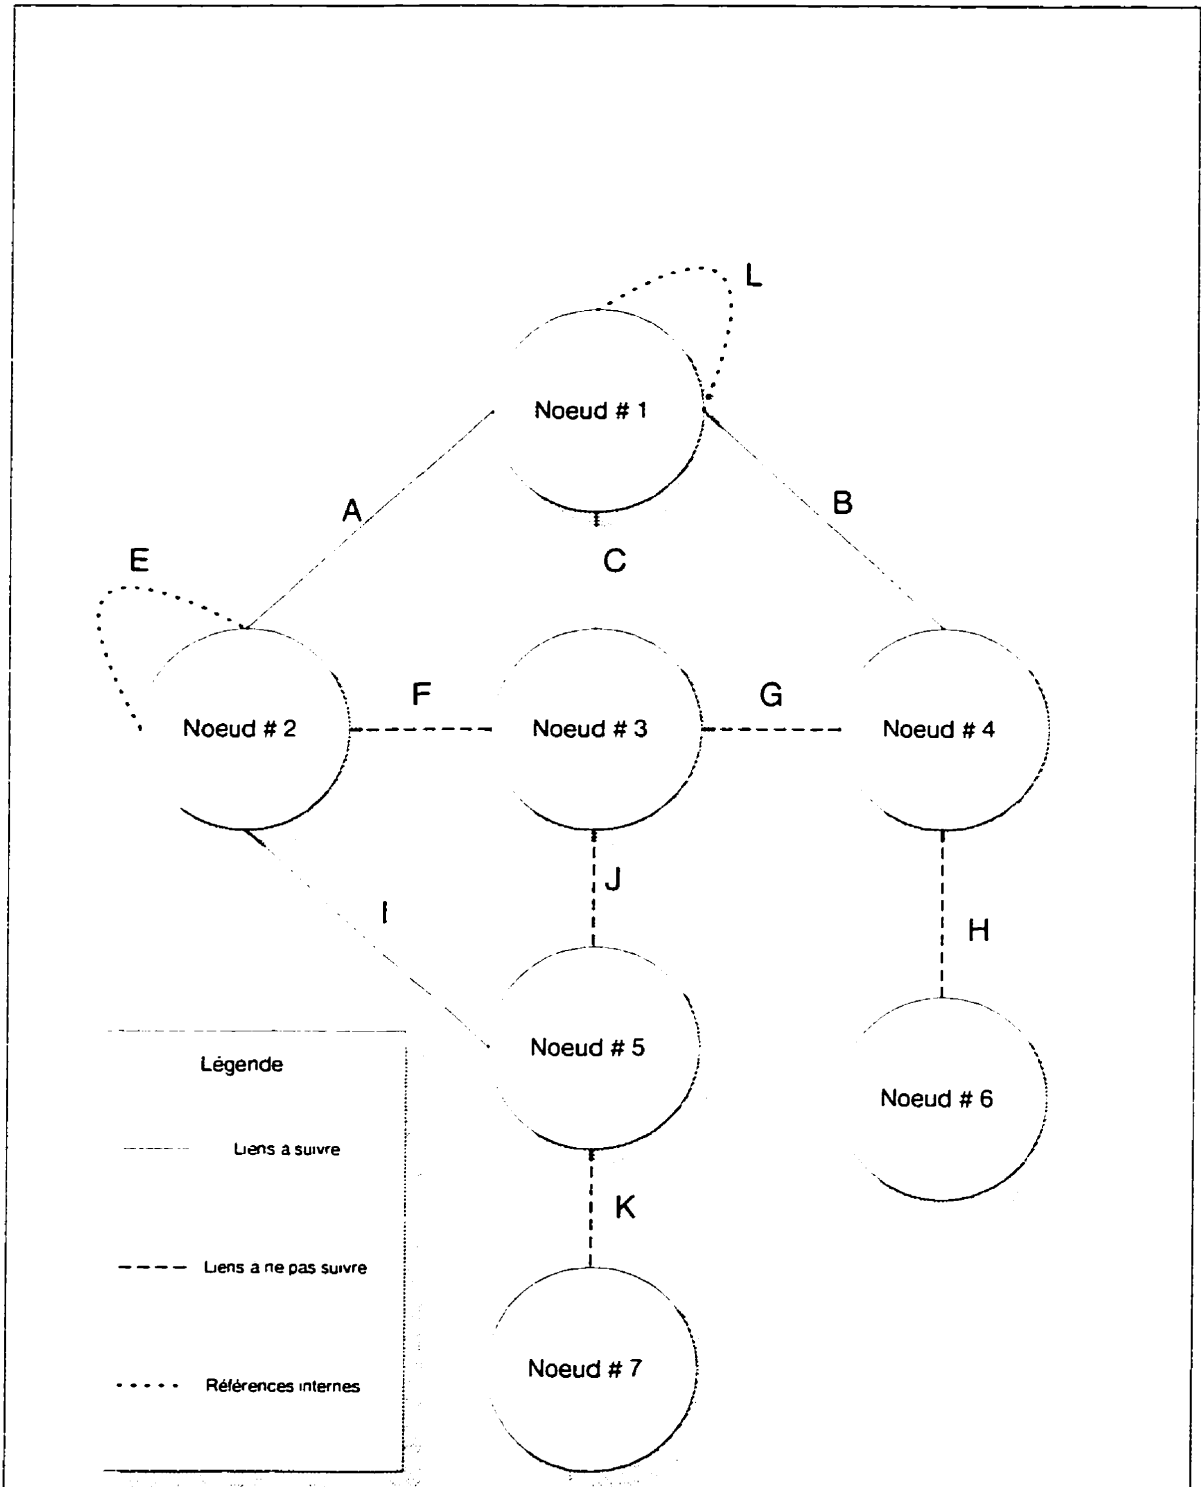 L
Noeud # 1
A
B
E
C
F
G
Noeud # 2
Noeud # 3
Noeud # 4
J
I
H
Noeud # 5
Légende
Noeud # 6
Liens à suivre
K
Liens a ne pas suivre
Noeud # 7
Références internes